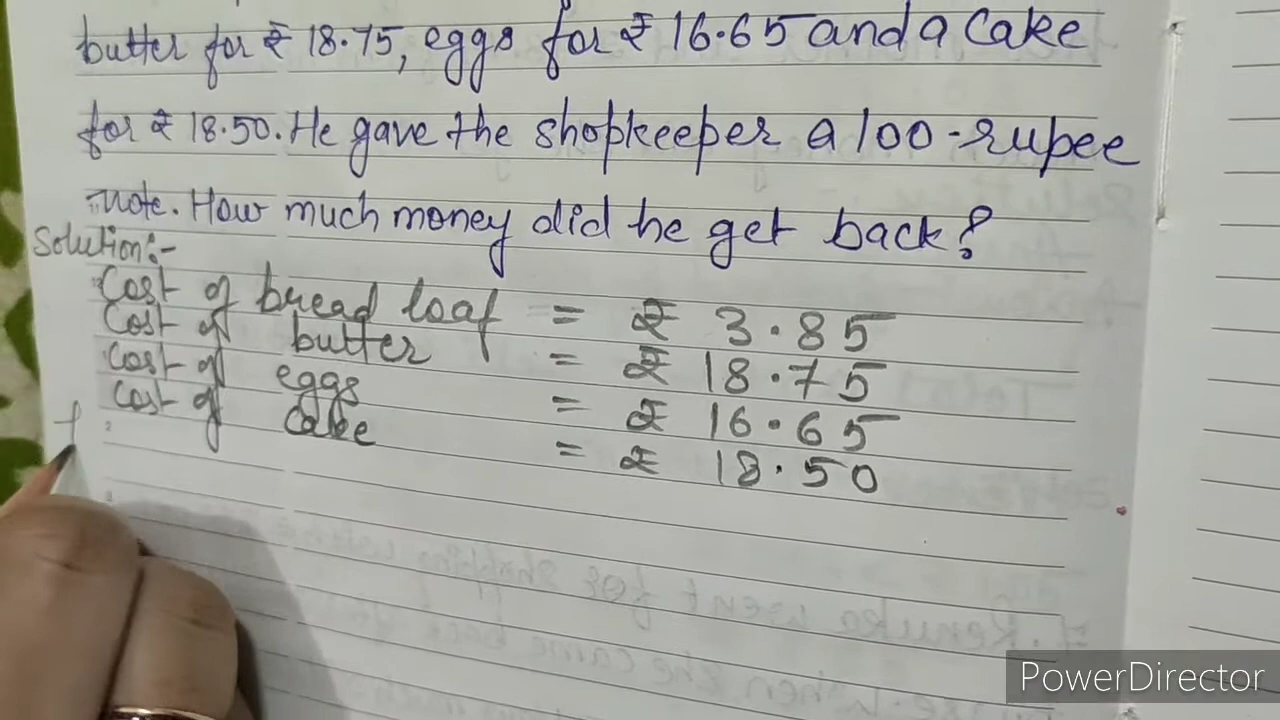 butter for ₹ 18.75, eggs for ₹ 16.65 and a cake
for ₹ 18.50. He gave the shopkeeper a 100-rupee
note. How much money did he get back?
Solution:-
Cost of bread loaf = ₹ 3.85
Cost of butter = ₹ 18.75
Cost of eggs = ₹ 16.65
Cost of cake = ₹ 18.50
+
PowerDirector